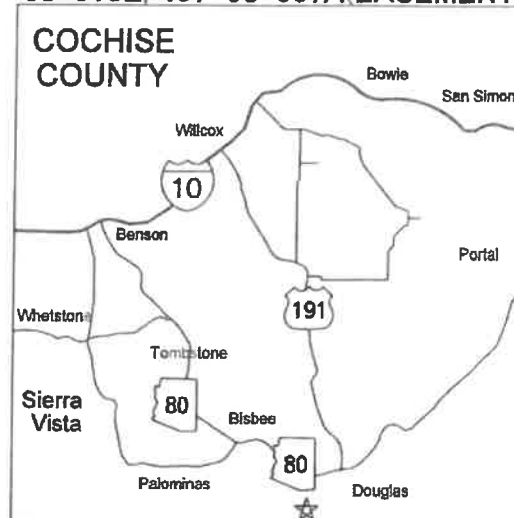 COCHISE
COUNTY
Bowie
San Simon
Willcox
10
Benson
Portal
Whetstone
191
Tombstone
80
Sierra
Vista
Bisbee
80
Palominas
Douglas